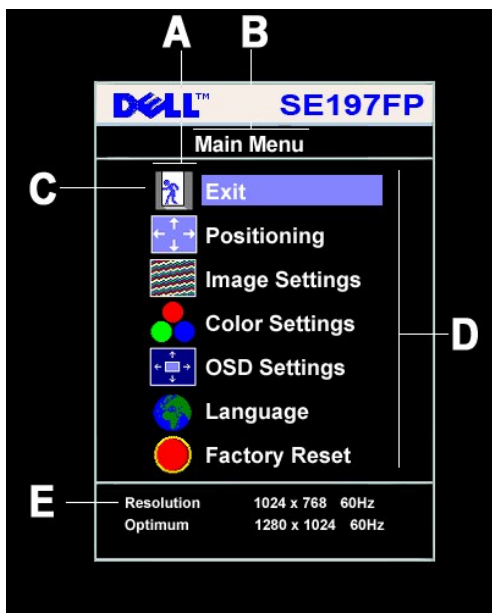 A B
DELL™ SE197FP
Main Menu
C Exit
Positioning
Image Settings
Color Settings
D
OSD Settings
Language
Factory Reset
E Resolution 1024 x 768 60Hz
Optimum 1280 x 1024 60Hz